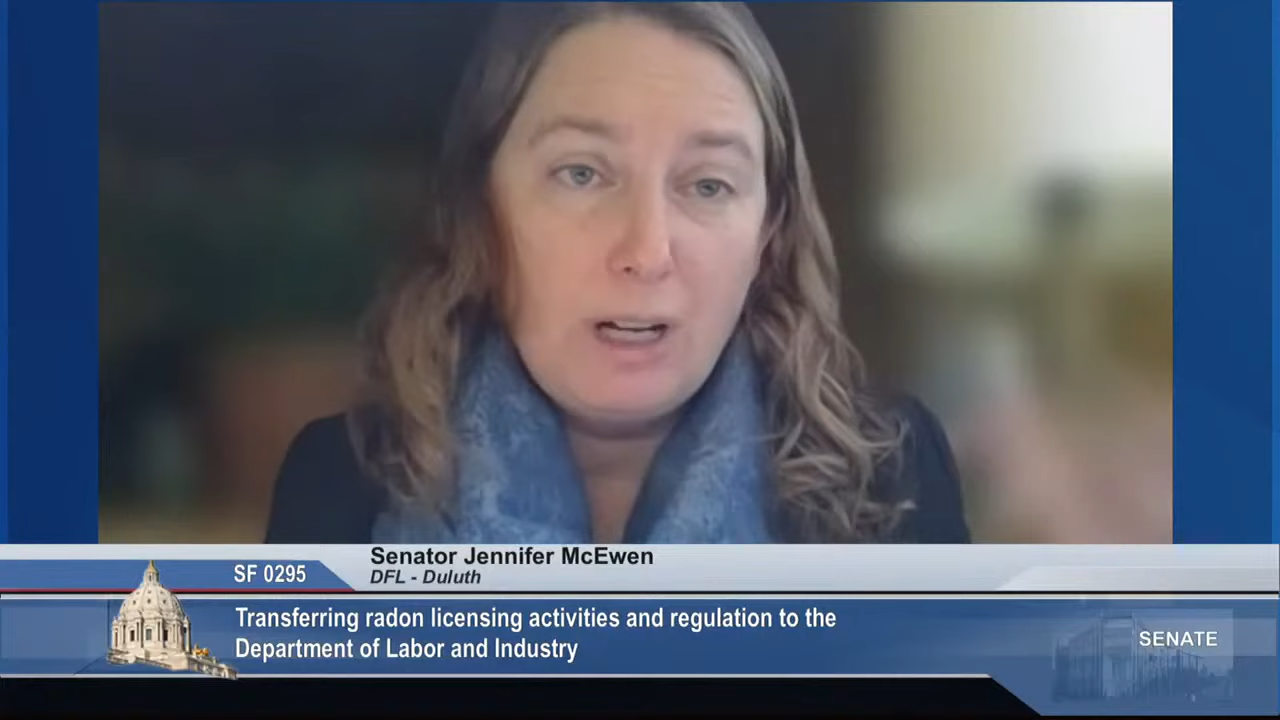 Senator Jennifer McEwen
DFL - Duluth
SF 0295
Transferring radon licensing activities and regulation to the
Department of Labor and Industry
SENATE